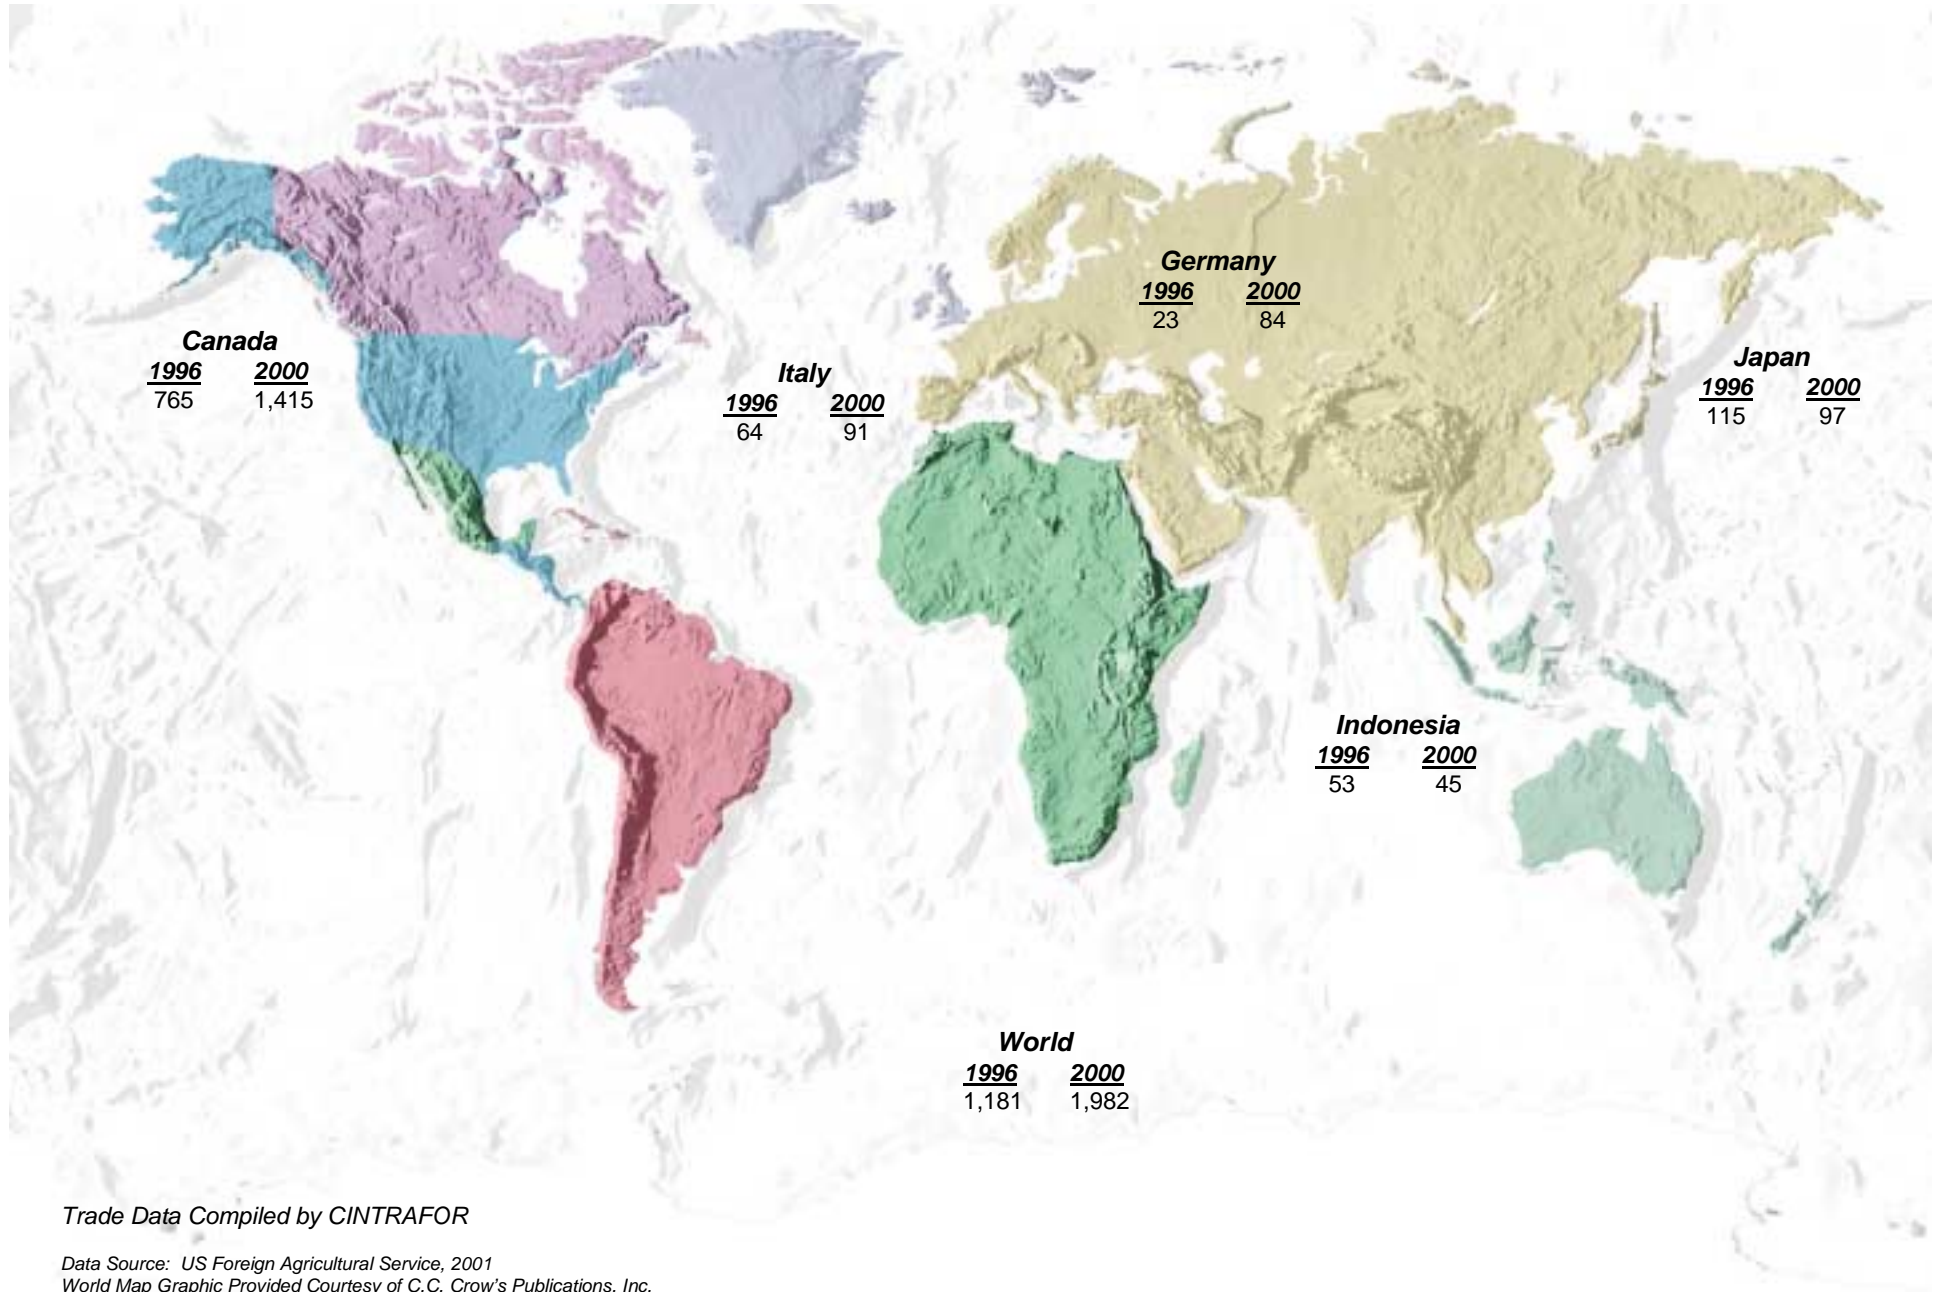 Germany
1996 2000
23 84
Canada
1996 2000
765 1,415
Italy
1996 2000
64 91
Japan
1996 2000
115 97
Indonesia
1996 2000
53 45
World
1996 2000
1,181 1,982
Trade Data Compiled by CINTRAFOR
Data Source: US Foreign Agricultural Service, 2001
World Map Graphic Provided Courtesy of C.C. Crow's Publications, Inc.